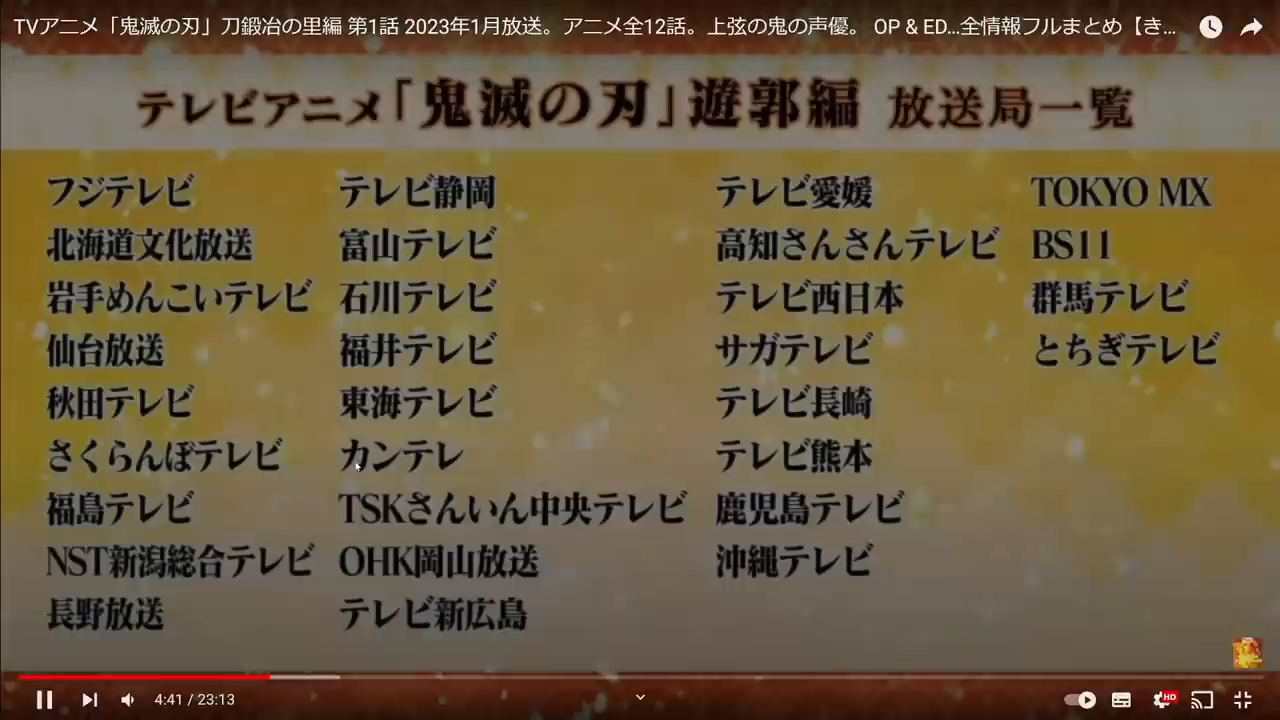 TVアニメ「鬼滅の刃」刀鍛冶の里編 第1話 2023年1月放送。アニメ全12話。上弦の鬼の声優。 OP & ED...全情報フルまとめ【き...
テレビアニメ「鬼滅の刃」遊郭編 放送局一覧
フジテレビ
北海道文化放送
岩手めんこいテレビ
仙台放送
秋田テレビ
さくらんぼテレビ
福島テレビ
NST新潟総合テレビ
長野放送
テレビ静岡
富山テレビ
石川テレビ
福井テレビ
東海テレビ
カンテレ
TSKさんいん中央テレビ
OHK岡山放送
テレビ新広島
テレビ愛媛
高知さんさんテレビ
テレビ西日本
サガテレビ
テレビ長崎
テレビ熊本
鹿児島テレビ
沖縄テレビ
TOKYO MX
BS11
群馬テレビ
とちぎテレビ
4:41 / 23:13
HD